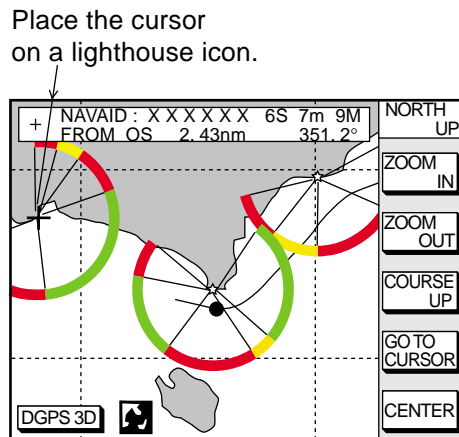 Place the cursor
on a lighthouse icon.
+ NAVAID : X X X X X X 6S 7m 9M
FROM OS 2. 43nm 351. 2°
NORTH
UP
ZOOM
IN
ZOOM
OUT
COURSE
UP
GO TO
CURSOR
CENTER
DGPS 3D